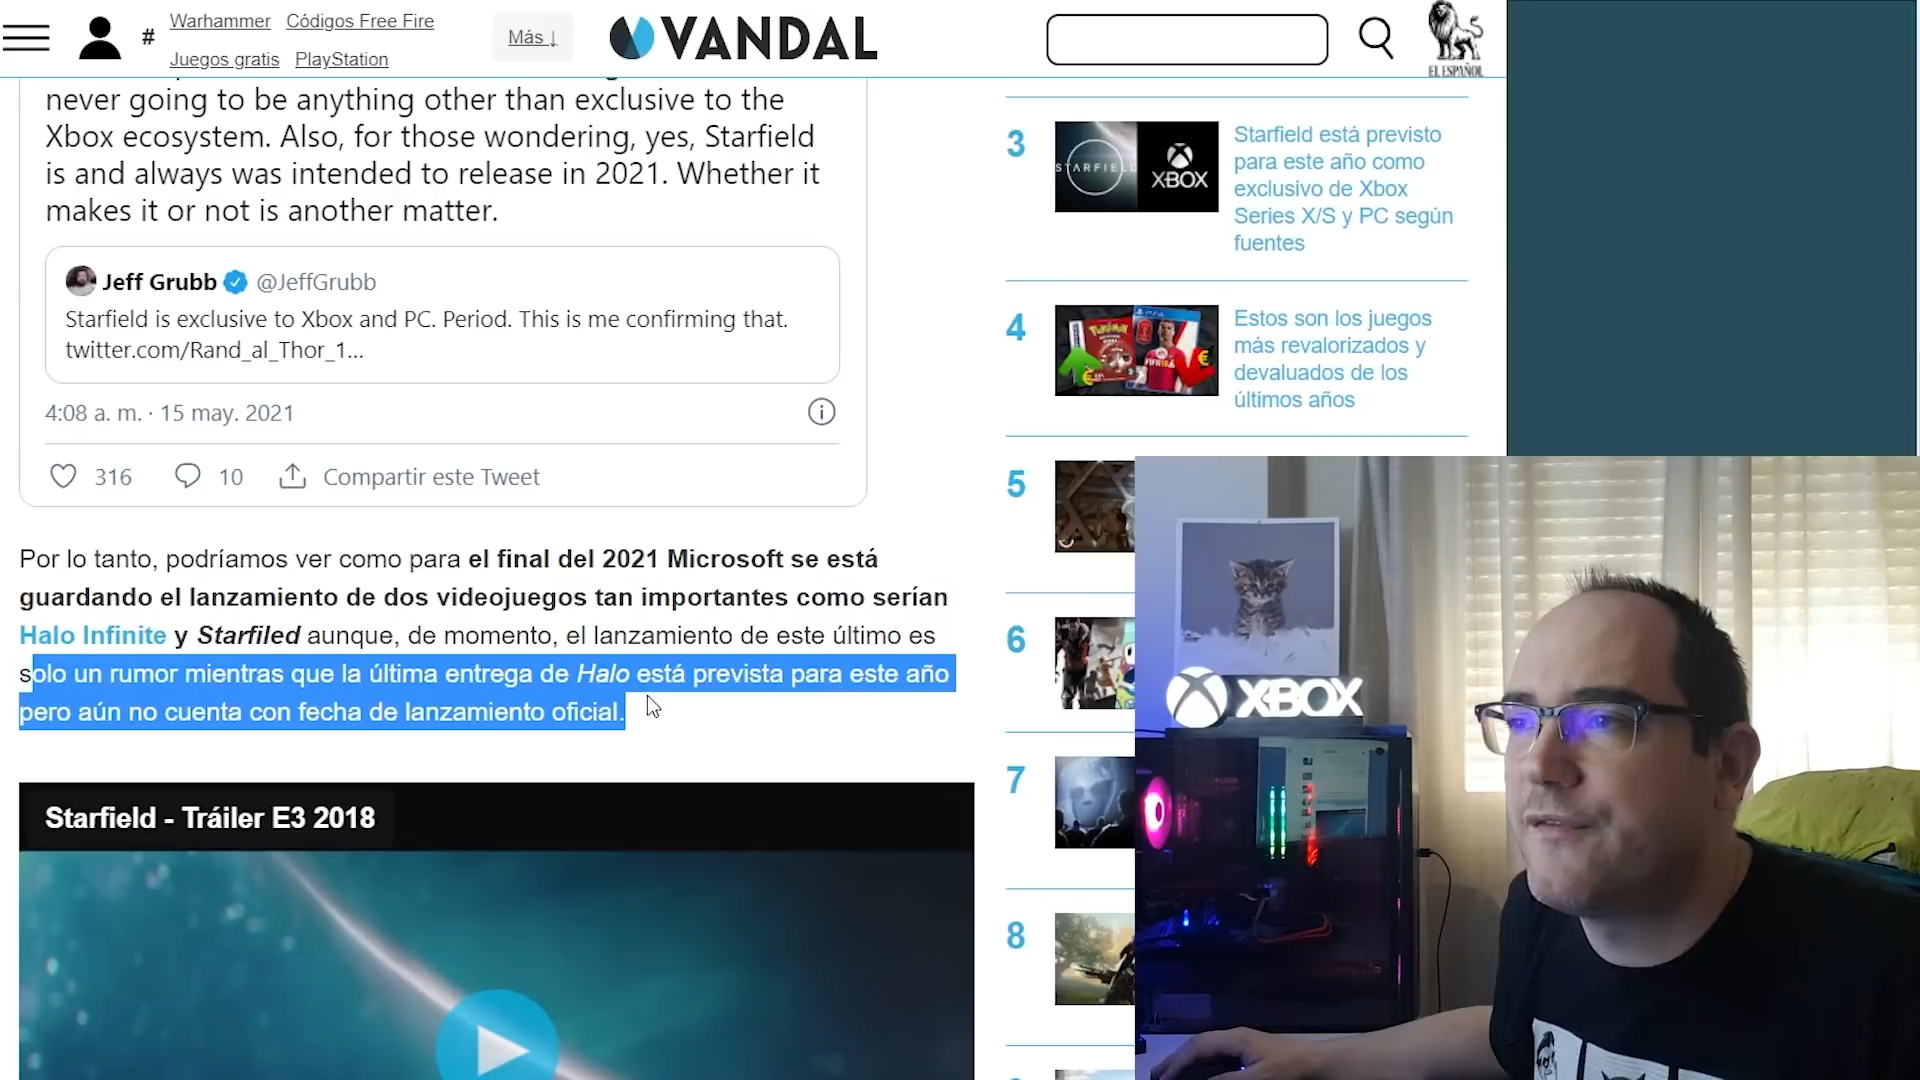 Warhammer
Códigos Free Fire
#
Juegos gratis
PlayStation
Más ↓
VANDAL
EL ESPAÑOL
never going to be anything other than exclusive to the
Xbox ecosystem. Also, for those wondering, yes, Starfield
is and always was intended to release in 2021. Whether it
makes it or not is another matter.
Jeff Grubb @JeffGrubb
Starfield is exclusive to Xbox and PC. Period. This is me confirming that.
twitter.com/Rand_al_Thor_1...
4:08 a. m. · 15 may. 2021
316
10
Compartir este Tweet
Por lo tanto, podríamos ver como para el final del 2021 Microsoft se está
guardando el lanzamiento de dos videojuegos tan importantes como serían
Halo Infinite y Starfiled aunque, de momento, el lanzamiento de este último es
solo un rumor mientras que la última entrega de Halo está prevista para este año
pero aún no cuenta con fecha de lanzamiento oficial.
Starfield - Tráiler E3 2018
3
STARFIELD
XBOX
Starfield está previsto
para este año como
exclusivo de Xbox
Series X/S y PC según
fuentes
4
Pokémon
FIFA 18
Estos son los juegos
más revalorizados y
devaluados de los
últimos años
5
6
7
8
XBOX